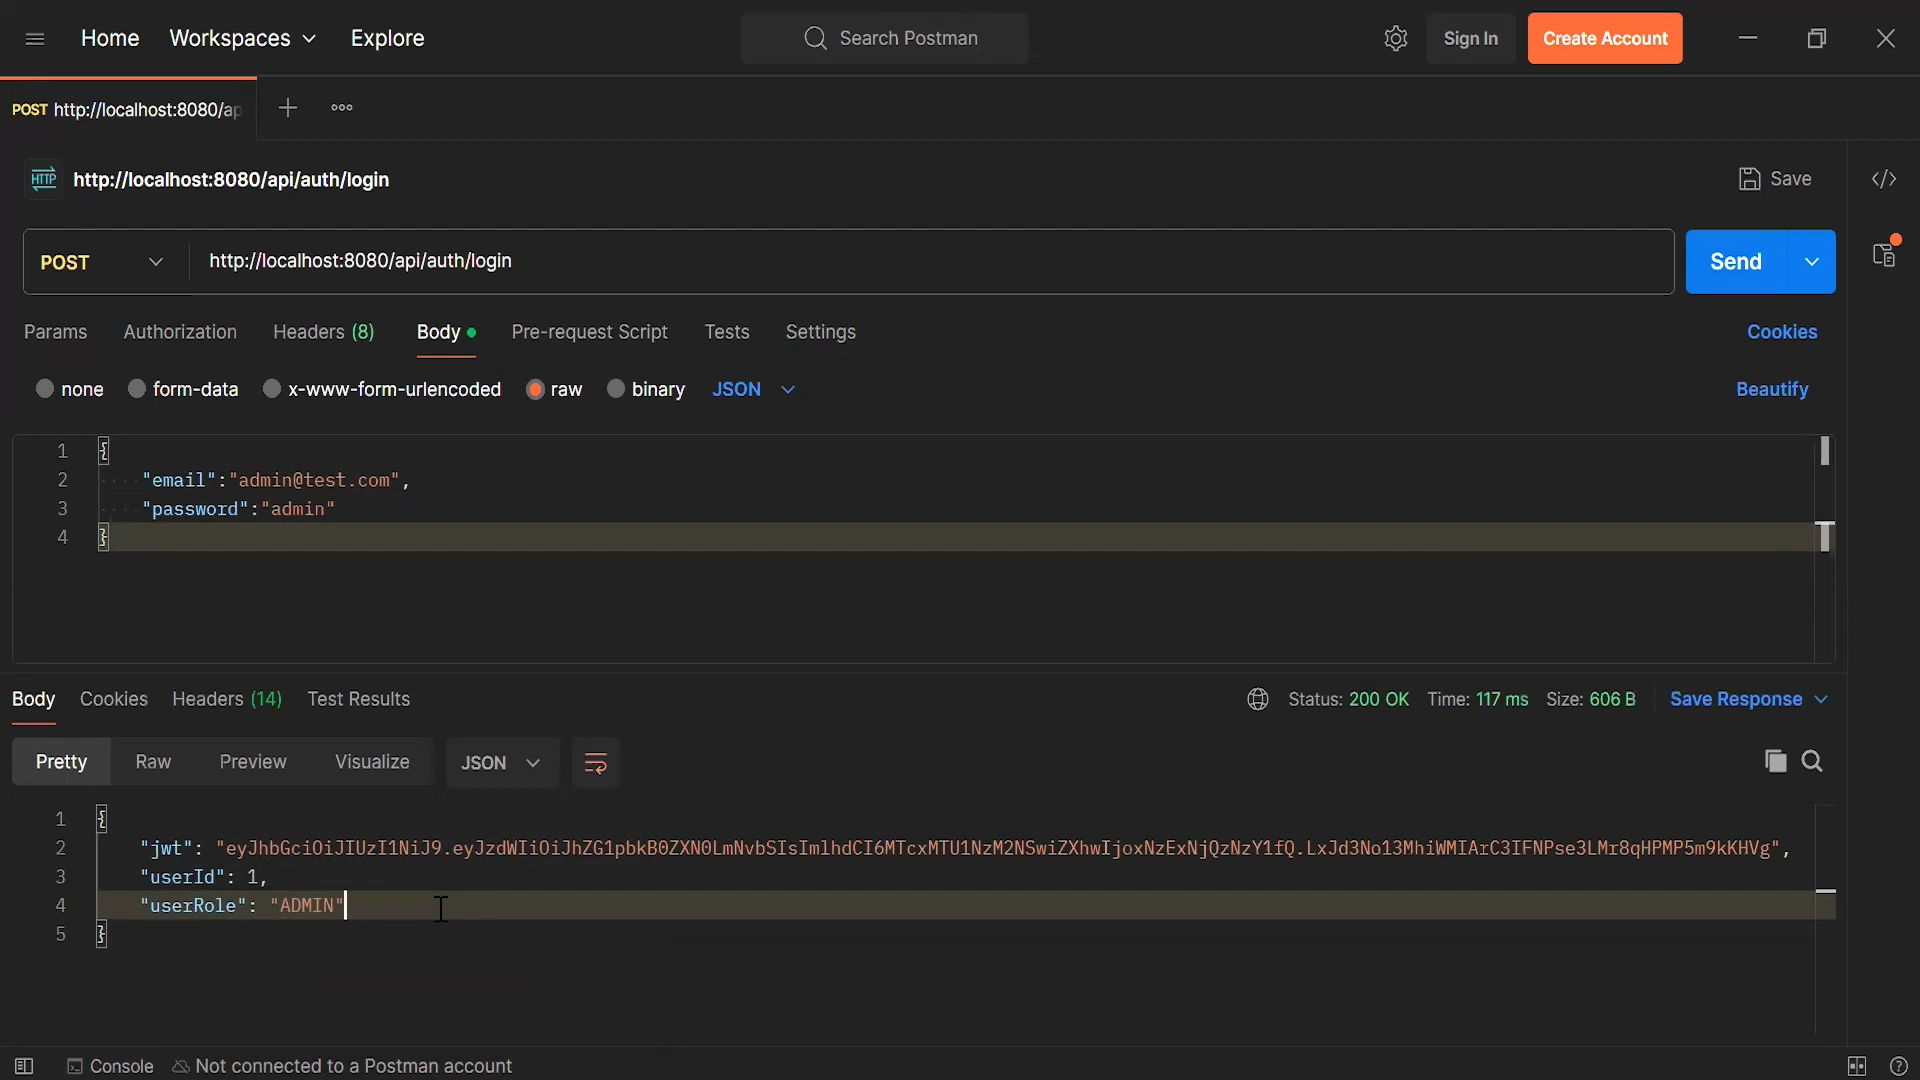 Home Workspaces Explore Search Postman Sign In Create Account
POST http://localhost:8080/ap
HTTP http://localhost:8080/api/auth/login Save
POST http://localhost:8080/api/auth/login Send
Params Authorization Headers (8) Body Pre-request Script Tests Settings Cookies
none form-data x-www-form-urlencoded raw binary JSON Beautify
1 {
2 "email":"admin@test.com",
3 "password":"admin"
4 }
Body Cookies Headers (14) Test Results Status: 200 OK Time: 117 ms Size: 606 B Save Response
Pretty Raw Preview Visualize JSON
1 {
2 "jwt": "eyJhbGciOiJIUzI1NiJ9.eyJzdWIiOiJhZG1pbkB0ZXN0LmNvbSIsImlhdCI6MTcxMTU1NzM2NSwiZXhwIjoxNzExNjQzNzY1fQ.LxJd3No13MhiWMIArC3IFNPse3LMr8qHPMP5m9kKHVg",
3 "userId": 1,
4 "userRole": "ADMIN"
5 }
Console Not connected to a Postman account